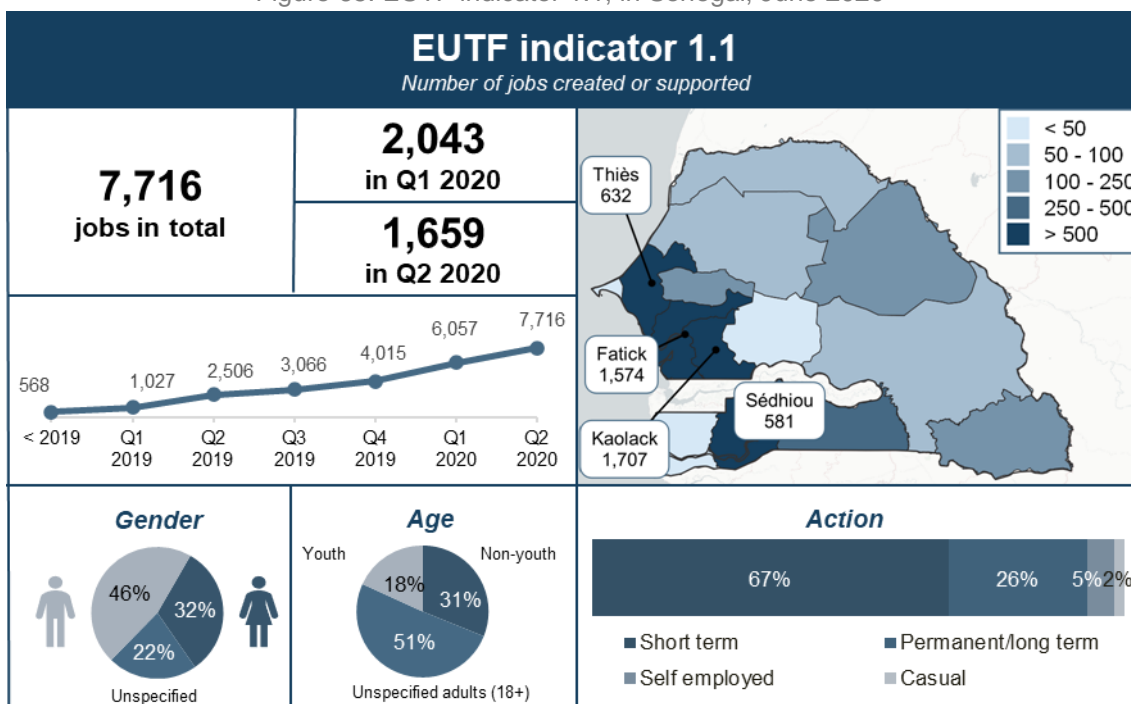 EUTF indicator 1.1
Number of jobs created or supported
7,716
jobs in total
2,043
in Q1 2020
1,659
in Q2 2020
568
1,027
2,506
3,066
4,015
6,057
7,716
< 2019
Q1
2019
Q2
2019
Q3
2019
Q4
2019
Q1
2020
Q2
2020
< 50
50 - 100
100 - 250
250 - 500
> 500
Thiès
632
Fatick
1,574
Kaolack
1,707
Sédhiou
581
Gender
46%
32%
22%
Unspecified
Age
Youth
Non-youth
18%
31%
51%
Unspecified adults (18+)
Action
67%
26%
5%
2%
Short term
Permanent/long term
Self employed
Casual